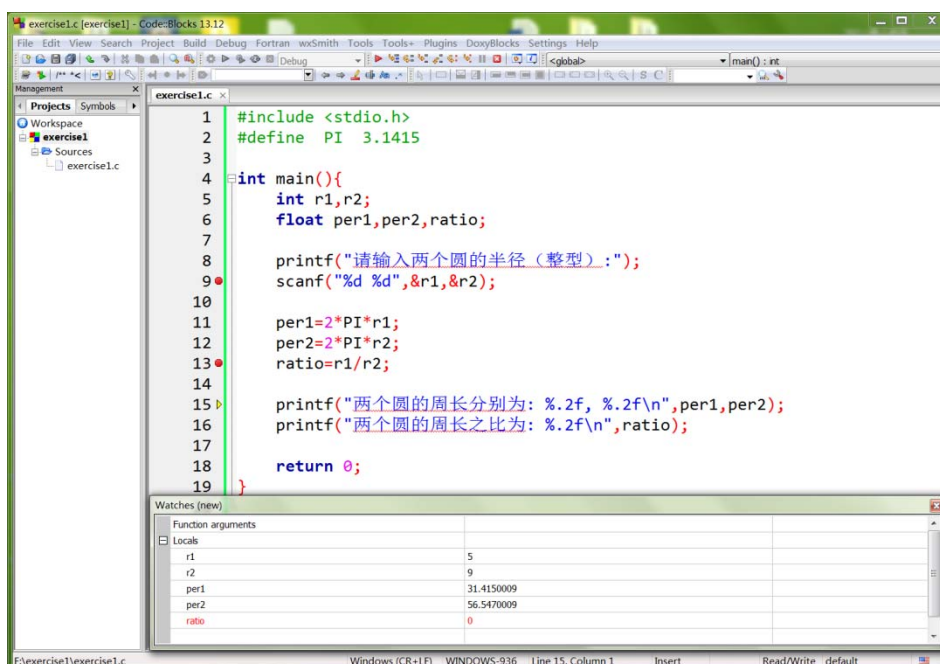 exercise1.c [exercise1] - Code::Blocks 13.12
File Edit View Search Project Build Debug Fortran wxSmith Tools Tools+ Plugins DoxyBlocks Settings Help
Debug <global> main() : int
S C
Management
Projects Symbols
exercise1.c
Workspace
exercise1
Sources
exercise1.c
1 #include <stdio.h>
2 #define PI 3.1415
3
4 int main(){
5 int r1,r2;
6 float per1,per2,ratio;
7
8 printf("请输入两个圆的半径（整型）:");
9 scanf("%d %d",&r1,&r2);
10
11 per1=2*PI*r1;
12 per2=2*PI*r2;
13 ratio=r1/r2;
14
15 printf("两个圆的周长分别为: %.2f, %.2f\n",per1,per2);
16 printf("两个圆的周长之比为: %.2f\n",ratio);
17
18 return 0;
19 }
Watches (new)
Function arguments
Locals
r1 5
r2 9
per1 31.4150009
per2 56.5470009
ratio 0
F:\exercise1\exercise1.c Windows (CR+LF) WINDOWS-936 Line 15, Column 1 Insert Read/Write default